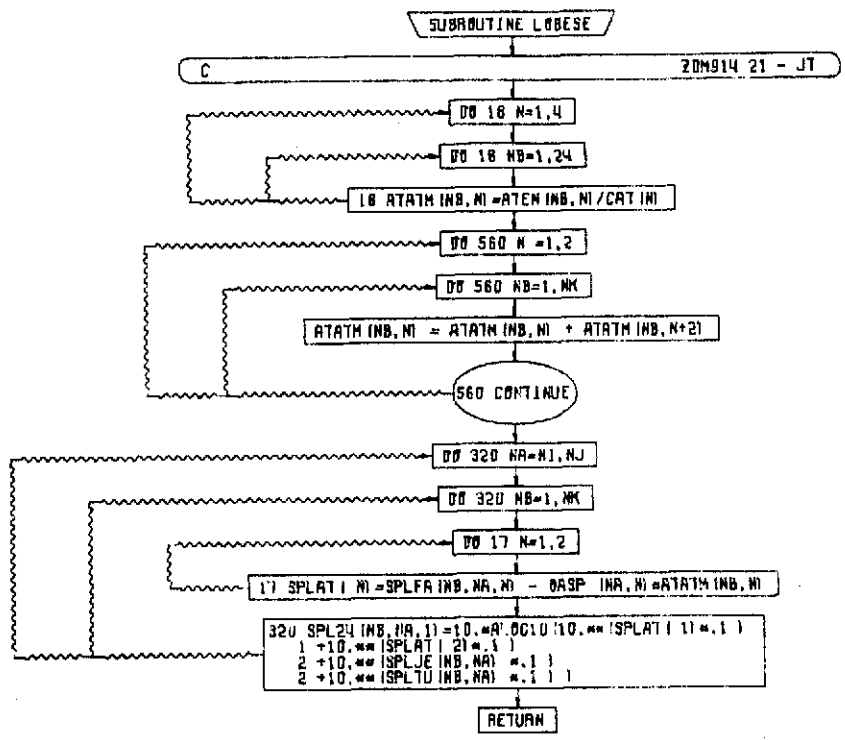 SUBROUTINE LOBESE
C ZDM914 21 - JT
DO 18 N=1,4
DO 18 NB=1,24
18 ATATM(NB,N)=ATEN(NB,N)/CAT(N)
DO 560 N =1,2
DO 560 NB=1,NK
ATATM(NB,N) = ATATM(NB,N) + ATATM(NB,N+2)
560 CONTINUE
DO 320 NA=NI,NJ
DO 320 NB=1,NK
DO 17 N=1,2
17 SPLAT( N)=SPLFA(NB,NA,N) - DASP (NA,N)*ATATM(NB,N)
320 SPL24(NB,NA,1)=10.*ALOG10(10.**(SPLAT( 1)*.1 )
1 +10.**(SPLAT( 2)*.1 )
2 +10.**(SPLJE(NB,NA) *.1 )
2 +10.**(SPLTU(NB,NA) *.1 ) )
RETURN